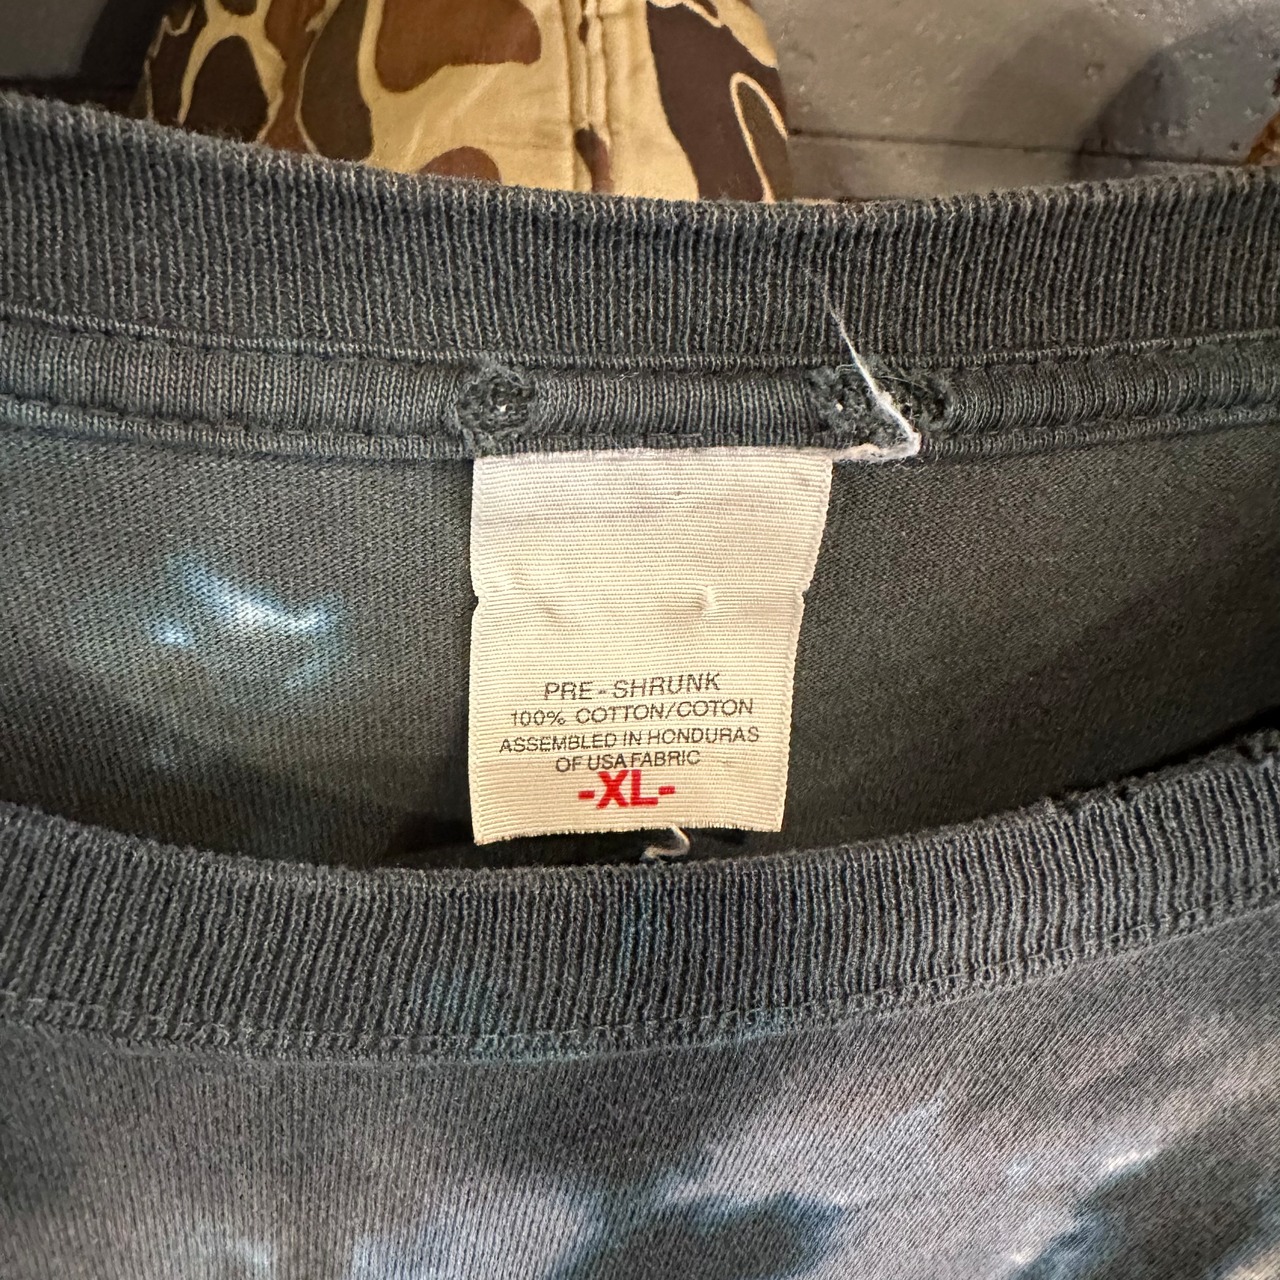 PRE-SHRUNK
100% COTTON/COTON
ASSEMBLED IN HONDURAS
OF USA FABRIC
-XL-